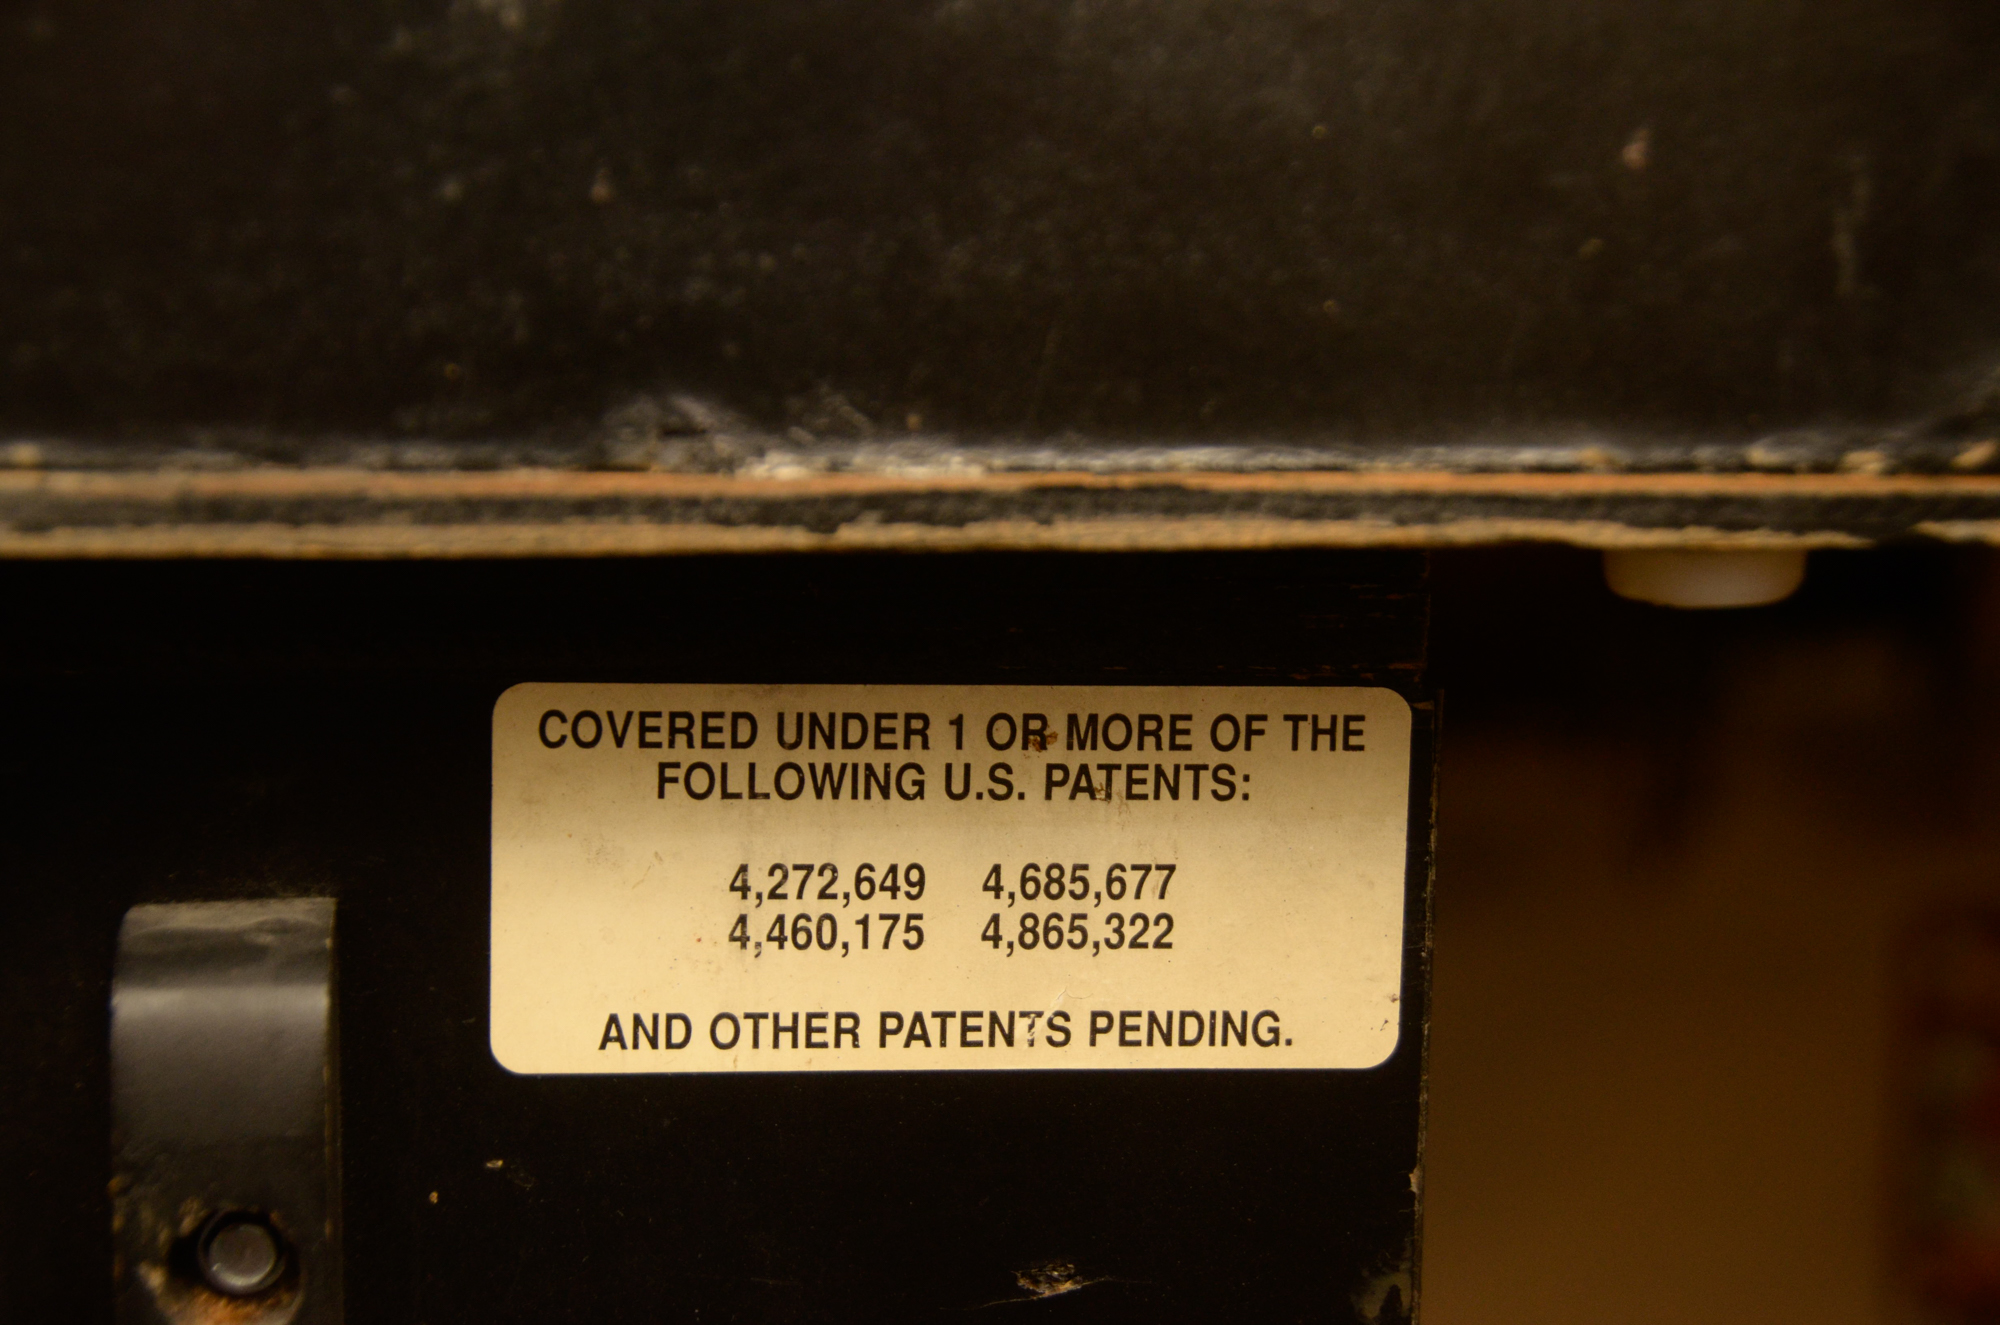 COVERED UNDER 1 OR MORE OF THE
FOLLOWING U.S. PATENTS:
4,272,649 4,685,677
4,460,175 4,865,322
AND OTHER PATENTS PENDING.